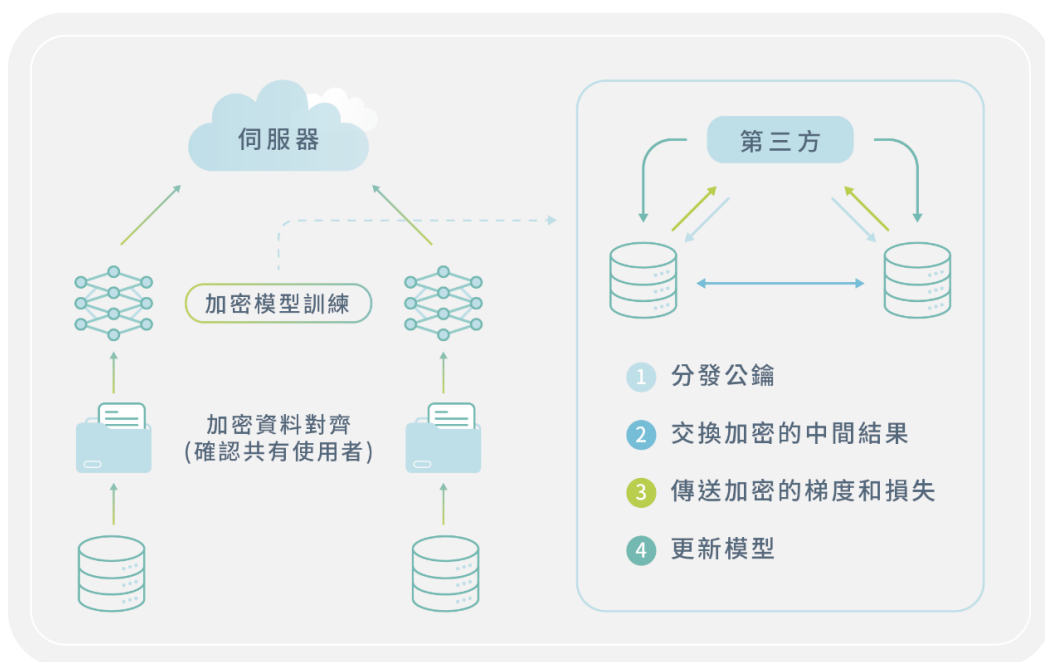 伺服器
加密模型訓練
加密資料對齊
(確認共有使用者)
第三方
1 分發公鑰
2 交換加密的中間結果
3 傳送加密的梯度和損失
4 更新模型